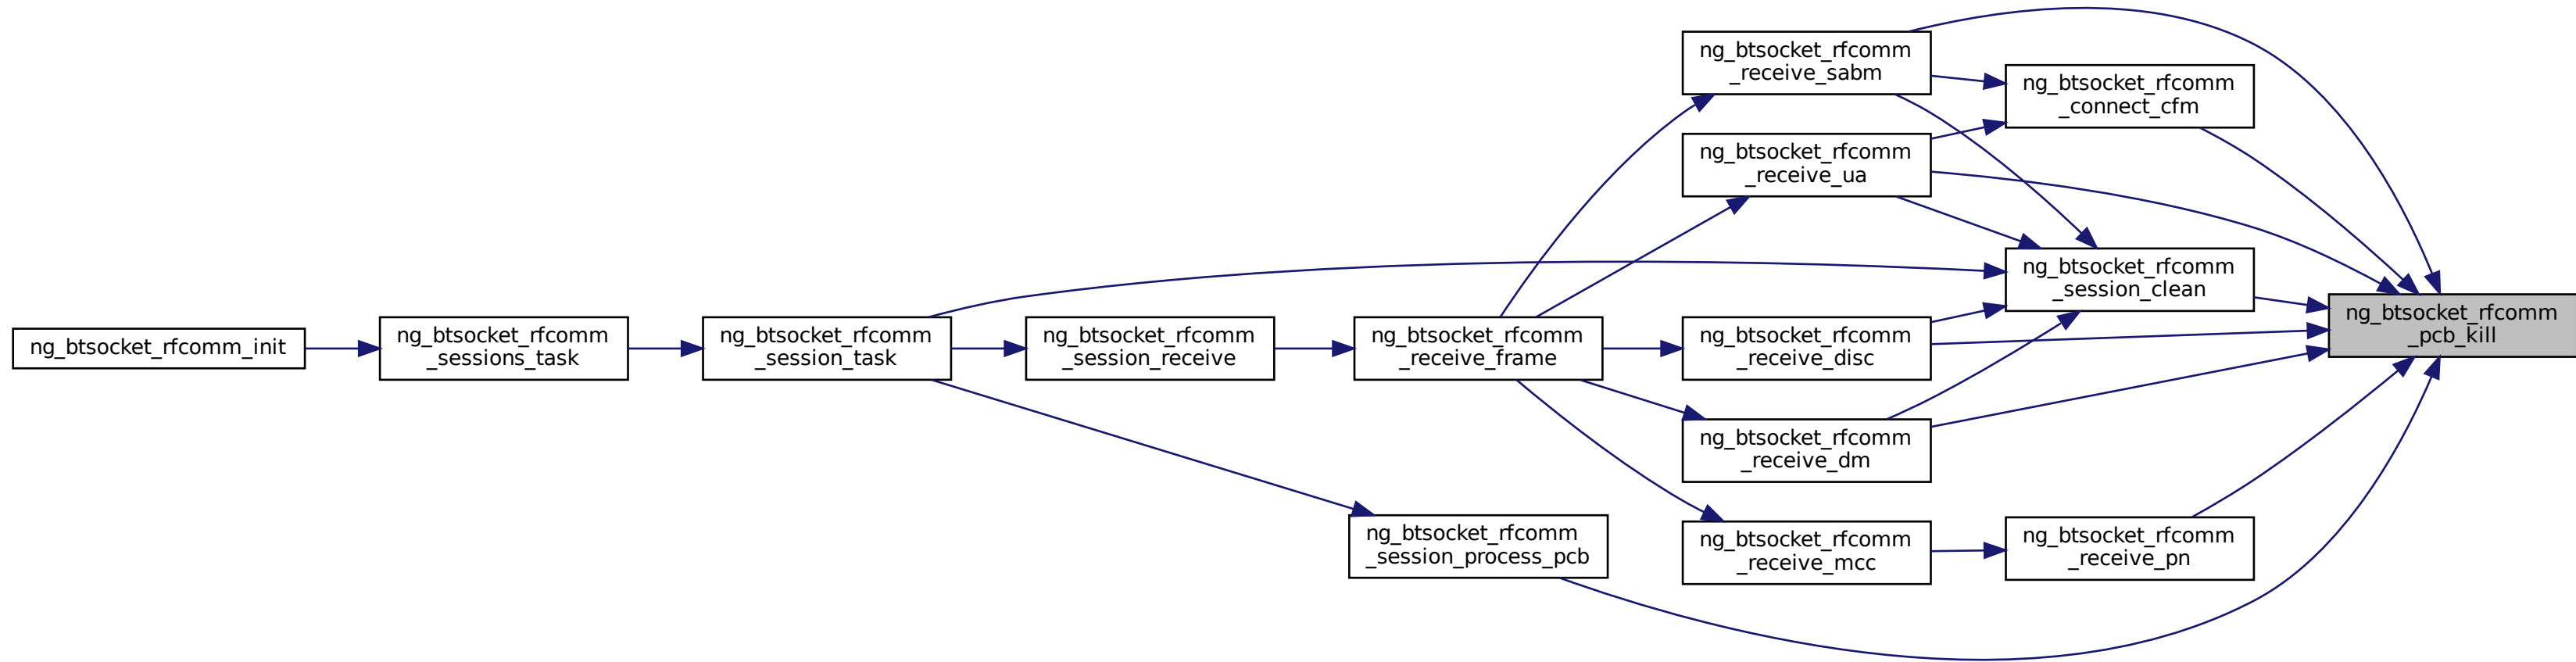 ng_btsocket_rfcomm_init
ng_btsocket_rfcomm
_sessions_task
ng_btsocket_rfcomm
_session_task
ng_btsocket_rfcomm
_session_receive
ng_btsocket_rfcomm
_session_process_pcb
ng_btsocket_rfcomm
_receive_frame
ng_btsocket_rfcomm
_receive_sabm
ng_btsocket_rfcomm
_receive_ua
ng_btsocket_rfcomm
_receive_disc
ng_btsocket_rfcomm
_receive_dm
ng_btsocket_rfcomm
_receive_mcc
ng_btsocket_rfcomm
_connect_cfm
ng_btsocket_rfcomm
_session_clean
ng_btsocket_rfcomm
_receive_pn
ng_btsocket_rfcomm
_pcb_kill